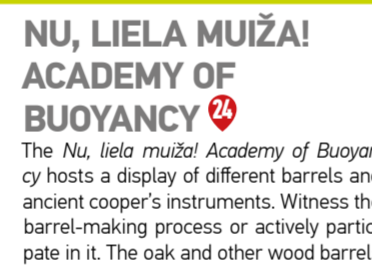 NU, LIELA MUIŽA!
ACADEMY OF
BUOYANCY 24
The Nu, liela muiža! Academy of Buoyan-
cy hosts a display of different barrels and
ancient cooper's instruments. Witness the
barrel-making process or actively partici-
pate in it. The oak and other wood barrel